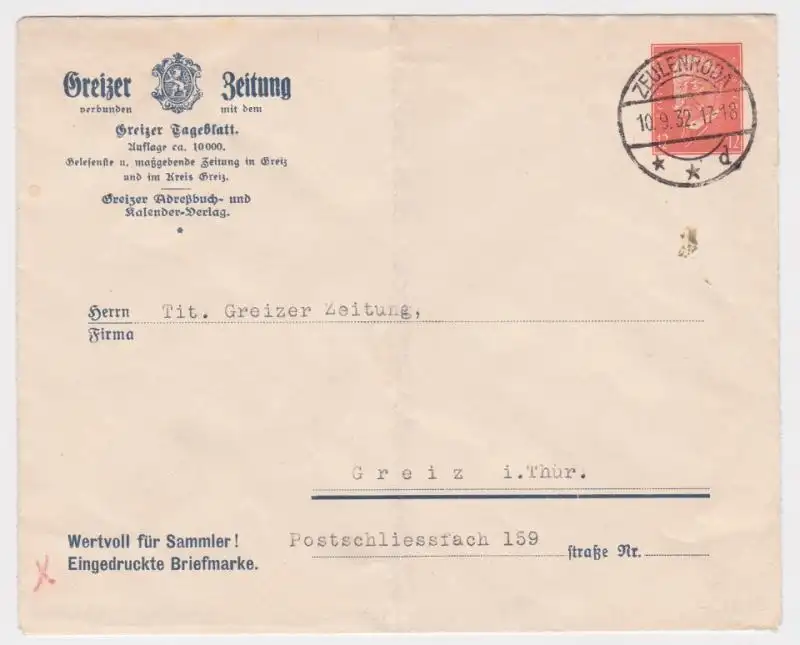 Greizer Zeitung
verbunden mit dem
Greizer Tageblatt.
Auflage ca. 10000.
Gelesenste u. maßgebende Zeitung in Greiz
und im Kreis Greiz.
Greizer Adreßbuch- und
Kalender-Verlag.
*
ZEULENRODA
10.9.32.17-18
* * d
12 12
Herrn Tit. Greizer Zeitung,
Firma
Greiz i.Thür.
Postschliessfach 159 straße Nr.
Wertvoll für Sammler!
Eingedruckte Briefmarke.